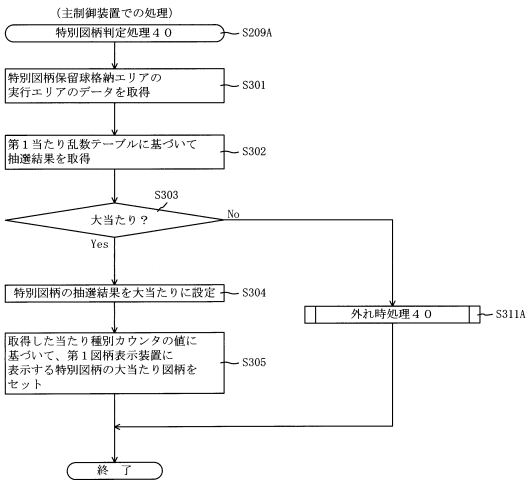 (主制御装置での処理)
特別図柄判定処理40
S209A
特別図柄保留球格納エリアの
実行エリアのデータを取得
S301
第1当たり乱数テーブルに基づいて
抽選結果を取得
S302
S303
大当たり?
No
Yes
特別図柄の抽選結果を大当たりに設定
S304
外れ時処理40
S311A
取得した当たり種別カウンタの値に
基づいて、第1図柄表示装置に
表示する特別図柄の大当たり図柄を
セット
S305
終 了